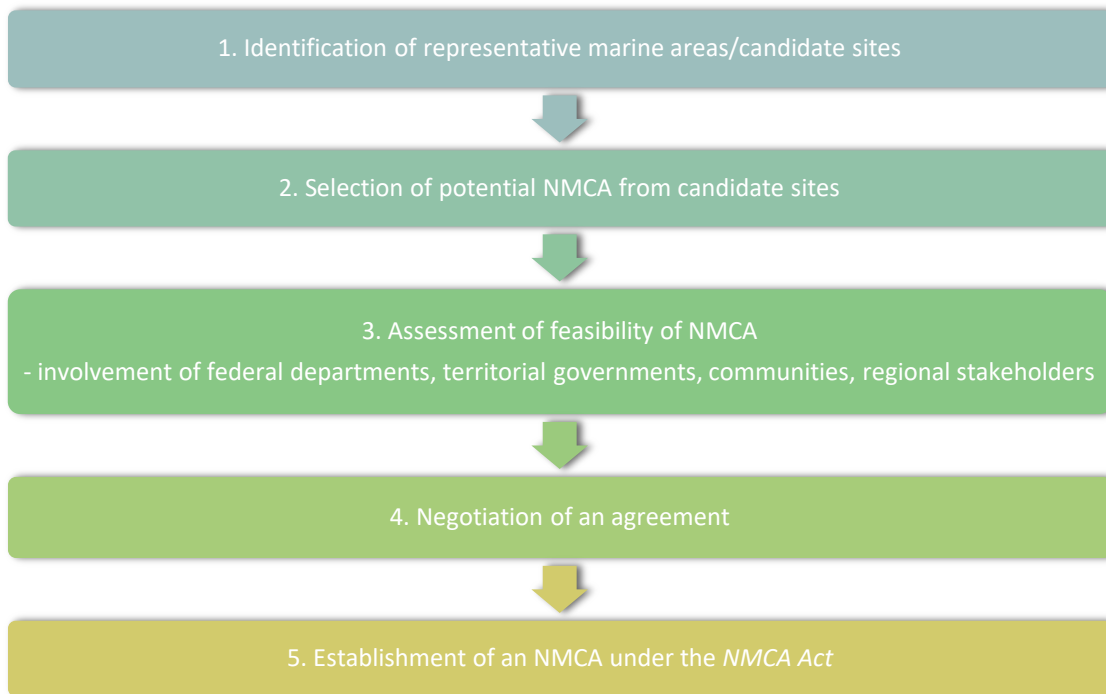 1. Identification of representative marine areas/candidate sites
2. Selection of potential NMCA from candidate sites
3. Assessment of feasibility of NMCA
- involvement of federal departments, territorial governments, communities, regional stakeholders
4. Negotiation of an agreement
5. Establishment of an NMCA under the NMCA Act